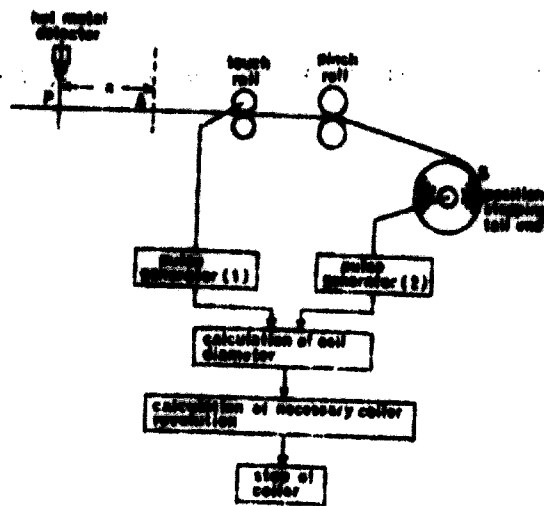 hot metal
detector
touch
roll
pinch
roll
P
A
B
position
tail end
pulse
generator (1)
pulse
generator (2)
calculation of coil
diameter
calculation of necessary coiler
revolution
stop of
coiler